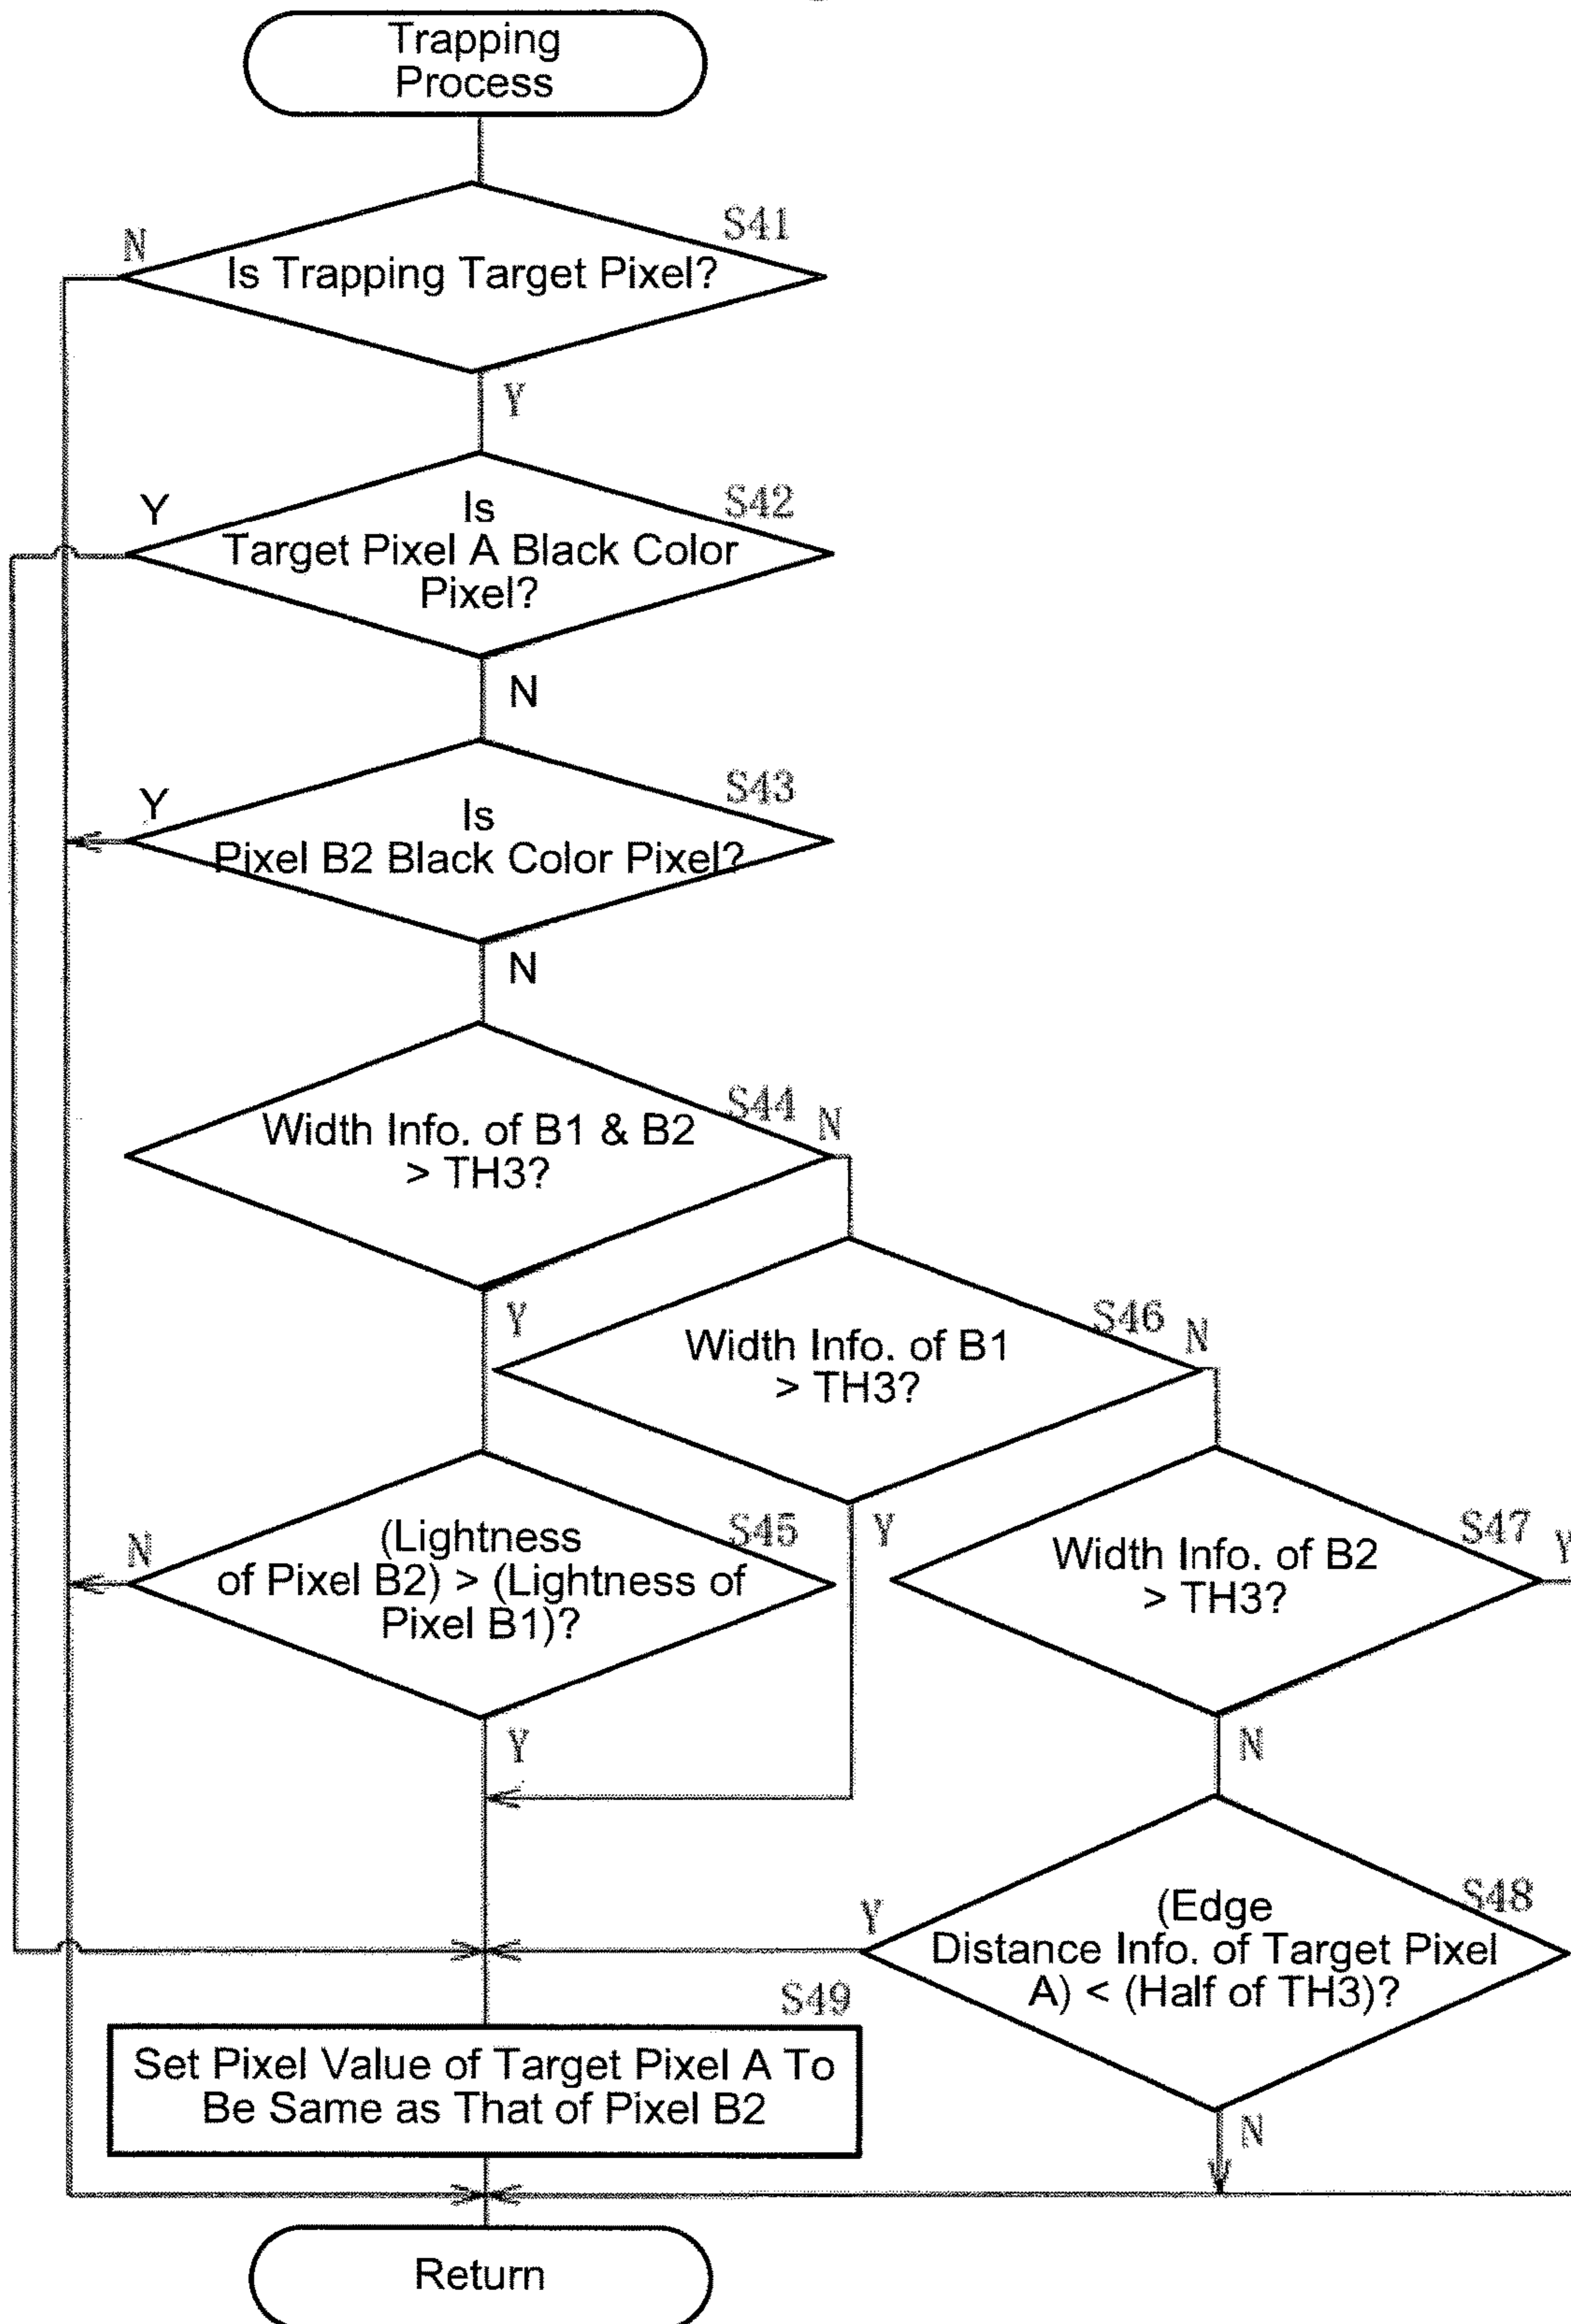 Trapping
Process
S41
N
Is Trapping Target Pixel?
Y
S42
Y
Is
Target Pixel A Black Color
Pixel?
N
S43
Y
Is
Pixel B2 Black Color Pixel?
N
S44
N
Width Info. of B1 & B2
> TH3?
Y
S46
N
Width Info. of B1
> TH3?
Y
S45
N
(Lightness
of Pixel B2) > (Lightness of
Pixel B1)?
Y
S47
Y
Width Info. of B2
> TH3?
N
S48
Y
(Edge
Distance Info. of Target Pixel
A) < (Half of TH3)?
N
S49
Set Pixel Value of Target Pixel A To
Be Same as That of Pixel B2
Return